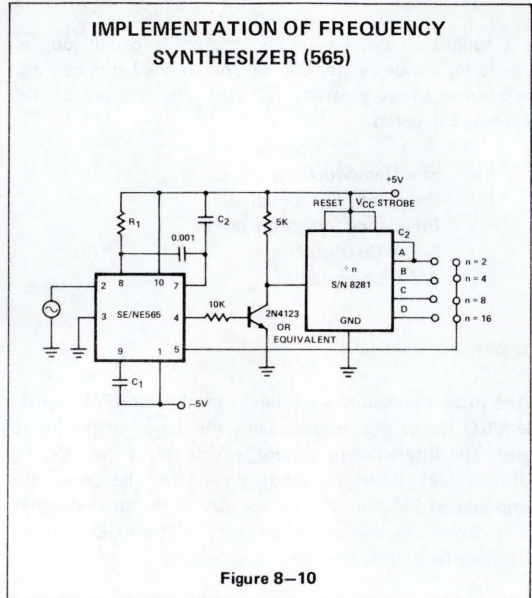 IMPLEMENTATION OF FREQUENCY
SYNTHESIZER (565)
+5V
RESET VCC STROBE
R1
C2
5K
0.001
C2
A
÷ n
n = 2
2 8 10 7
B
S/N 8281
n = 4
SE/NE565
10K
C
n = 8
3 4
2N4123
D
OR
GND
n = 16
EQUIVALENT
9 1 5
C1
–5V
Figure 8–10